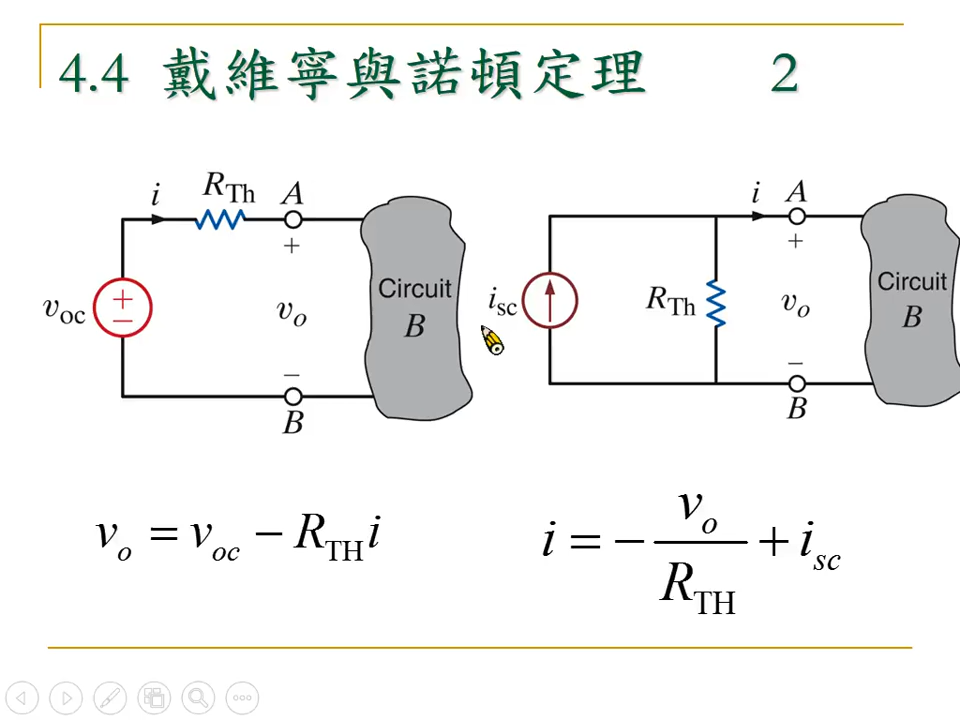 4.4 戴維寧與諾頓定理 2
i R_Th A
+
v_oc + − v_o Circuit B
−
B
i A
+
i_sc R_Th v_o Circuit B
−
B
v_o = v_oc − R_TH i
i = − v_o / R_TH + i_sc